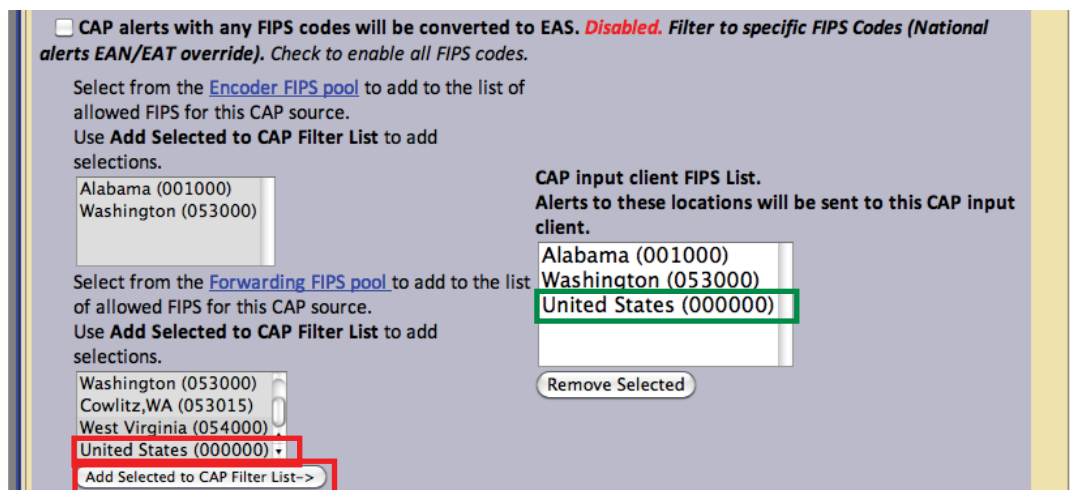 CAP alerts with any FIPS codes will be converted to EAS. Disabled. Filter to specific FIPS Codes (National
alerts EAN/EAT override). Check to enable all FIPS codes.
Select from the Encoder FIPS pool to add to the list of
allowed FIPS for this CAP source.
Use Add Selected to CAP Filter List to add
selections.
Alabama (001000)
Washington (053000)
Select from the Forwarding FIPS pool to add to the list
of allowed FIPS for this CAP source.
Use Add Selected to CAP Filter List to add
selections.
Washington (053000)
Cowlitz,WA (053015)
West Virginia (054000)
United States (000000)
Add Selected to CAP Filter List->
CAP input client FIPS List.
Alerts to these locations will be sent to this CAP input
client.
Alabama (001000)
Washington (053000)
United States (000000)
Remove Selected